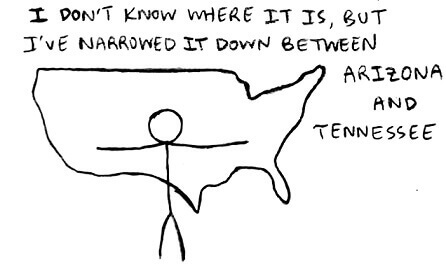 I DON'T KNOW WHERE IT IS, BUT
I'VE NARROWED IT DOWN BETWEEN
ARIZONA
AND
TENNESSEE